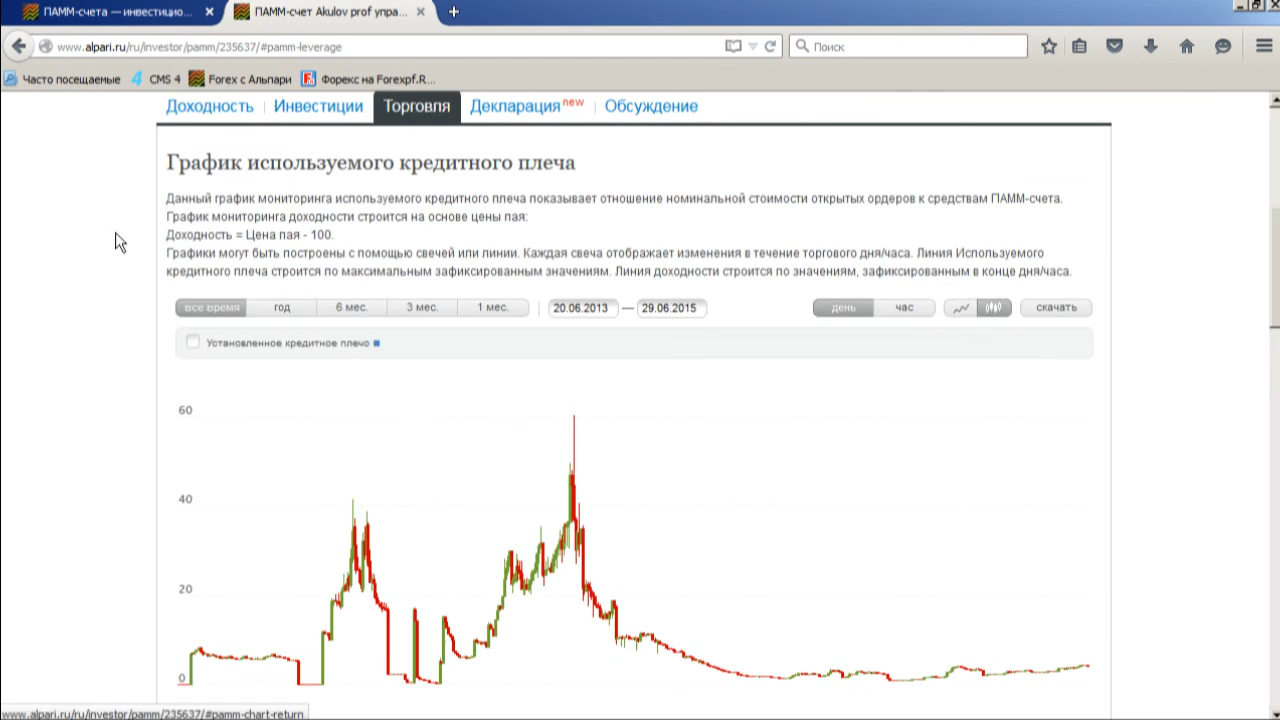 ПАММ-счета — инвестицио...
ПАММ-счет Akulov prof упра...
www.alpari.ru/ru/investor/pamm/235637/#pamm-leverage
Поиск
Часто посещаемые
CMS 4
Forex с Альпари
Форекс на Forexpf.R...
Доходность
Инвестиции
Торговля
Декларация new
Обсуждение
График используемого кредитного плеча
Данный график мониторинга используемого кредитного плеча показывает отношение номинальной стоимости открытых ордеров к средствам ПАММ-счета.
График мониторинга доходности строится на основе цены пая:
Доходность = Цена пая - 100.
Графики могут быть построены с помощью свечей или линии. Каждая свеча отображает изменения в течение торгового дня/часа. Линия Используемого
кредитного плеча строится по максимальным зафиксированным значениям. Линия доходности строится по значениям, зафиксированным в конце дня/часа.
все время
год
6 мес.
3 мес.
1 мес.
20.06.2013 — 29.06.2015
день
час
скачать
Установленное кредитное плечо
60
40
20
0
www.alpari.ru/ru/investor/pamm/235637/#pamm-chart-return